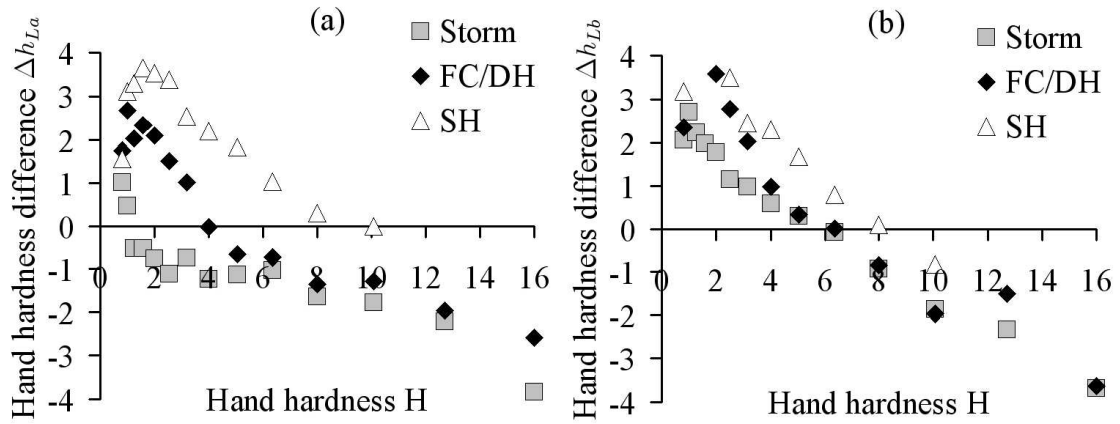 (a)
Hand hardness difference Δh_La
Storm
FC/DH
SH
4
3
2
1
0
-1
-2
-3
-4
0 2 4 6 8 10 12 14 16
Hand hardness H
(b)
Hand hardness difference Δh_Lb
Storm
FC/DH
SH
4
3
2
1
0
-1
-2
-3
-4
0 2 4 6 8 10 12 14 16
Hand hardness H